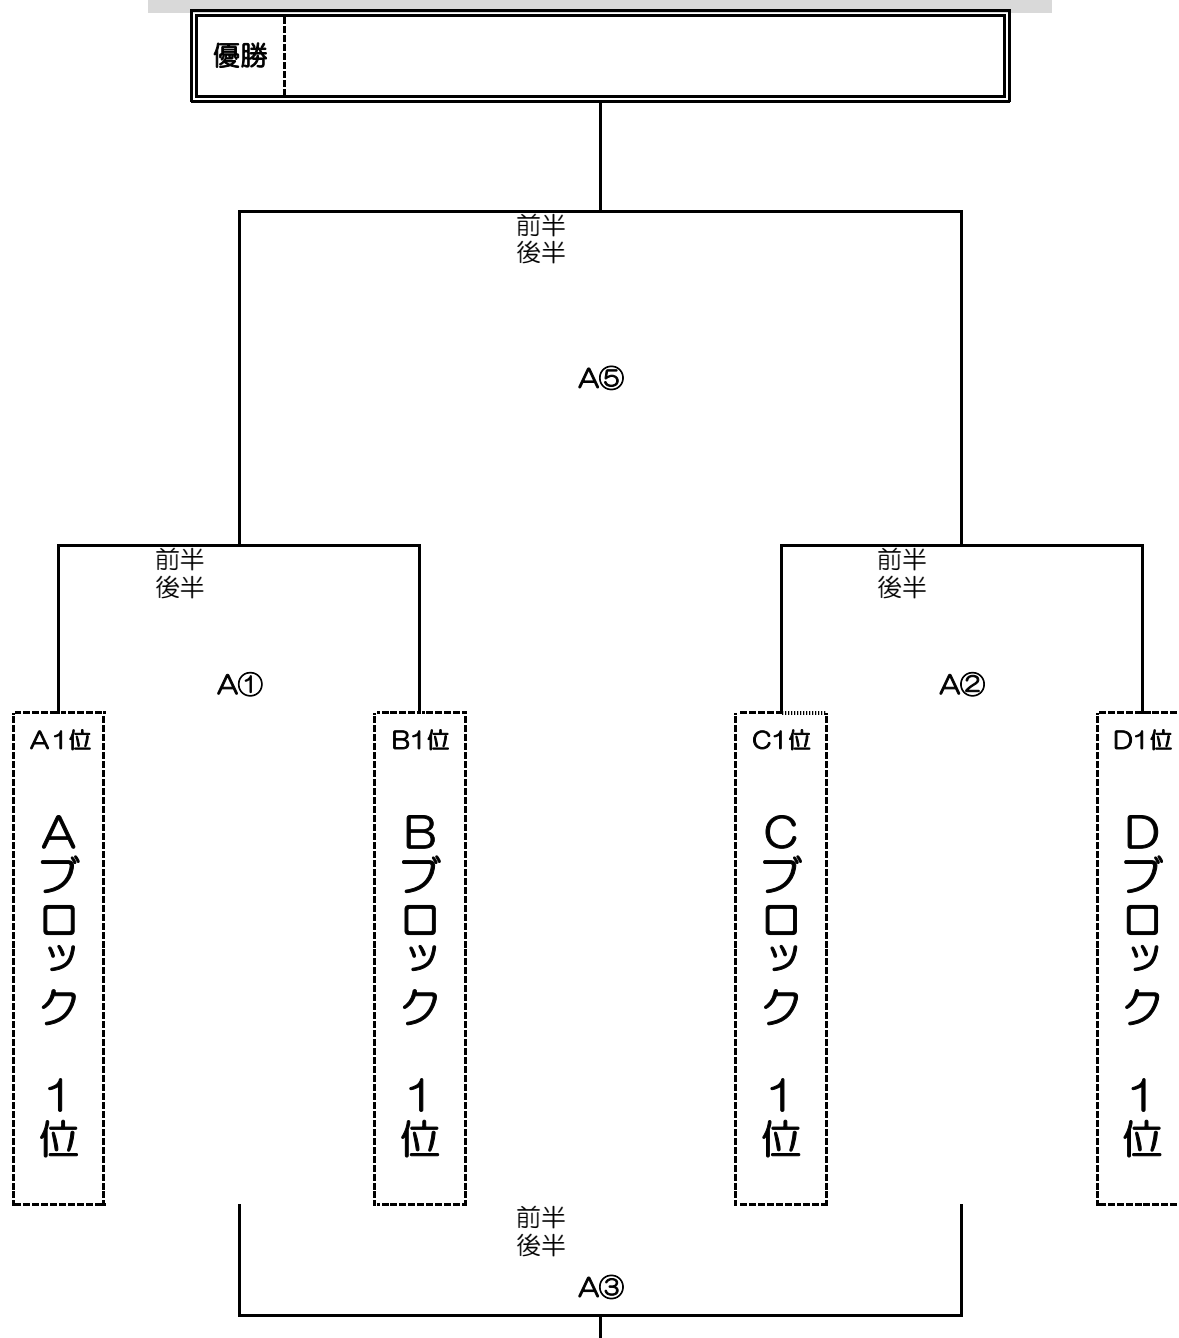 優勝
前半
後半
A⑤
前半
後半
前半
後半
A①
A②
A1位
B1位
C1位
D1位
Aブロック 1位
Bブロック 1位
Cブロック 1位
Dブロック 1位
前半
後半
A③